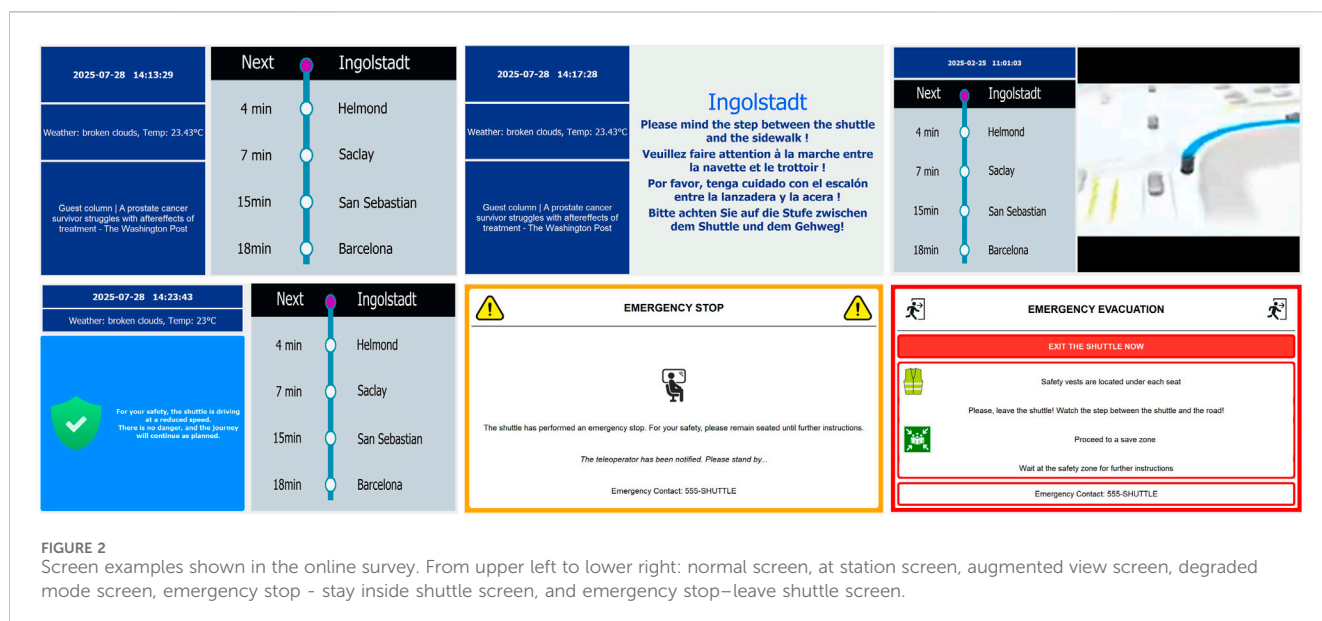 2025-07-28 14:13:29
Weather: broken clouds, Temp: 23.43ºC
Guest column | A prostate cancer
survivor struggles with aftereffects of
treatment - The Washington Post
Next Ingolstadt
4 min Helmond
7 min Saclay
15min San Sebastian
18min Barcelona
2025-07-28 14:17:28
Weather: broken clouds, Temp: 23.43ºC
Guest column | A prostate cancer
survivor struggles with aftereffects of
treatment - The Washington Post
Ingolstadt
Please mind the step between the shuttle
and the sidewalk !
Veuillez faire attention à la marche entre
la navette et le trottoir !
Por favor, tenga cuidado con el escalón
entre la lanzadera y la acera !
Bitte achten Sie auf die Stufe zwischen
dem Shuttle und dem Gehweg!
2025-02-25 11:01:03
Next Ingolstadt
4 min Helmond
7 min Saclay
15min San Sebastian
18min Barcelona
2025-07-28 14:23:43
Weather: broken clouds, Temp: 23ºC
For your safety, the shuttle is driving
at a reduced speed.
There is no danger, and the journey
will continue as planned.
Next Ingolstadt
4 min Helmond
7 min Saclay
15min San Sebastian
18min Barcelona
EMERGENCY STOP
The shuttle has performed an emergency stop. For your safety, please remain seated until further instructions.
The teleoperator has been notified. Please stand by...
Emergency Contact: 555-SHUTTLE
EMERGENCY EVACUATION
EXIT THE SHUTTLE NOW
Safety vests are located under each seat
Please, leave the shuttle! Watch the step between the shuttle and the road!
Proceed to a save zone
Wait at the safety zone for further instructions
Emergency Contact: 555-SHUTTLE
FIGURE 2
Screen examples shown in the online survey. From upper left to lower right: normal screen, at station screen, augmented view screen, degraded
mode screen, emergency stop - stay inside shuttle screen, and emergency stop–leave shuttle screen.